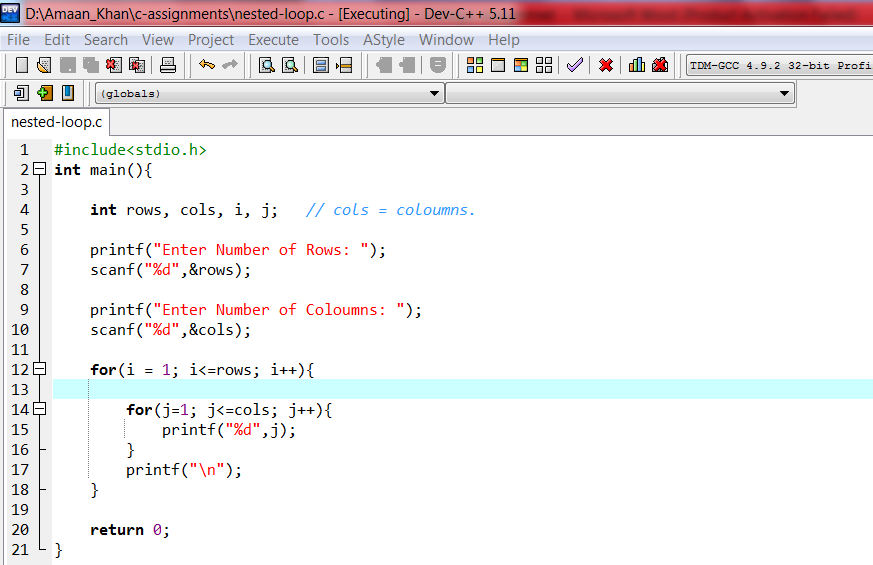 DEV
D:\Amaan_Khan\c-assignments\nested-loop.c - [Executing] - Dev-C++ 5.11
File Edit Search View Project Execute Tools AStyle Window Help
TDM-GCC 4.9.2 32-bit Profi
(globals)
nested-loop.c
1 #include<stdio.h>
2 int main(){
3
4 int rows, cols, i, j; // cols = coloumns.
5
6 printf("Enter Number of Rows: ");
7 scanf("%d",&rows);
8
9 printf("Enter Number of Coloumns: ");
10 scanf("%d",&cols);
11
12 for(i = 1; i<=rows; i++){
13
14 for(j=1; j<=cols; j++){
15 printf("%d",j);
16 }
17 printf("\n");
18 }
19
20 return 0;
21 }